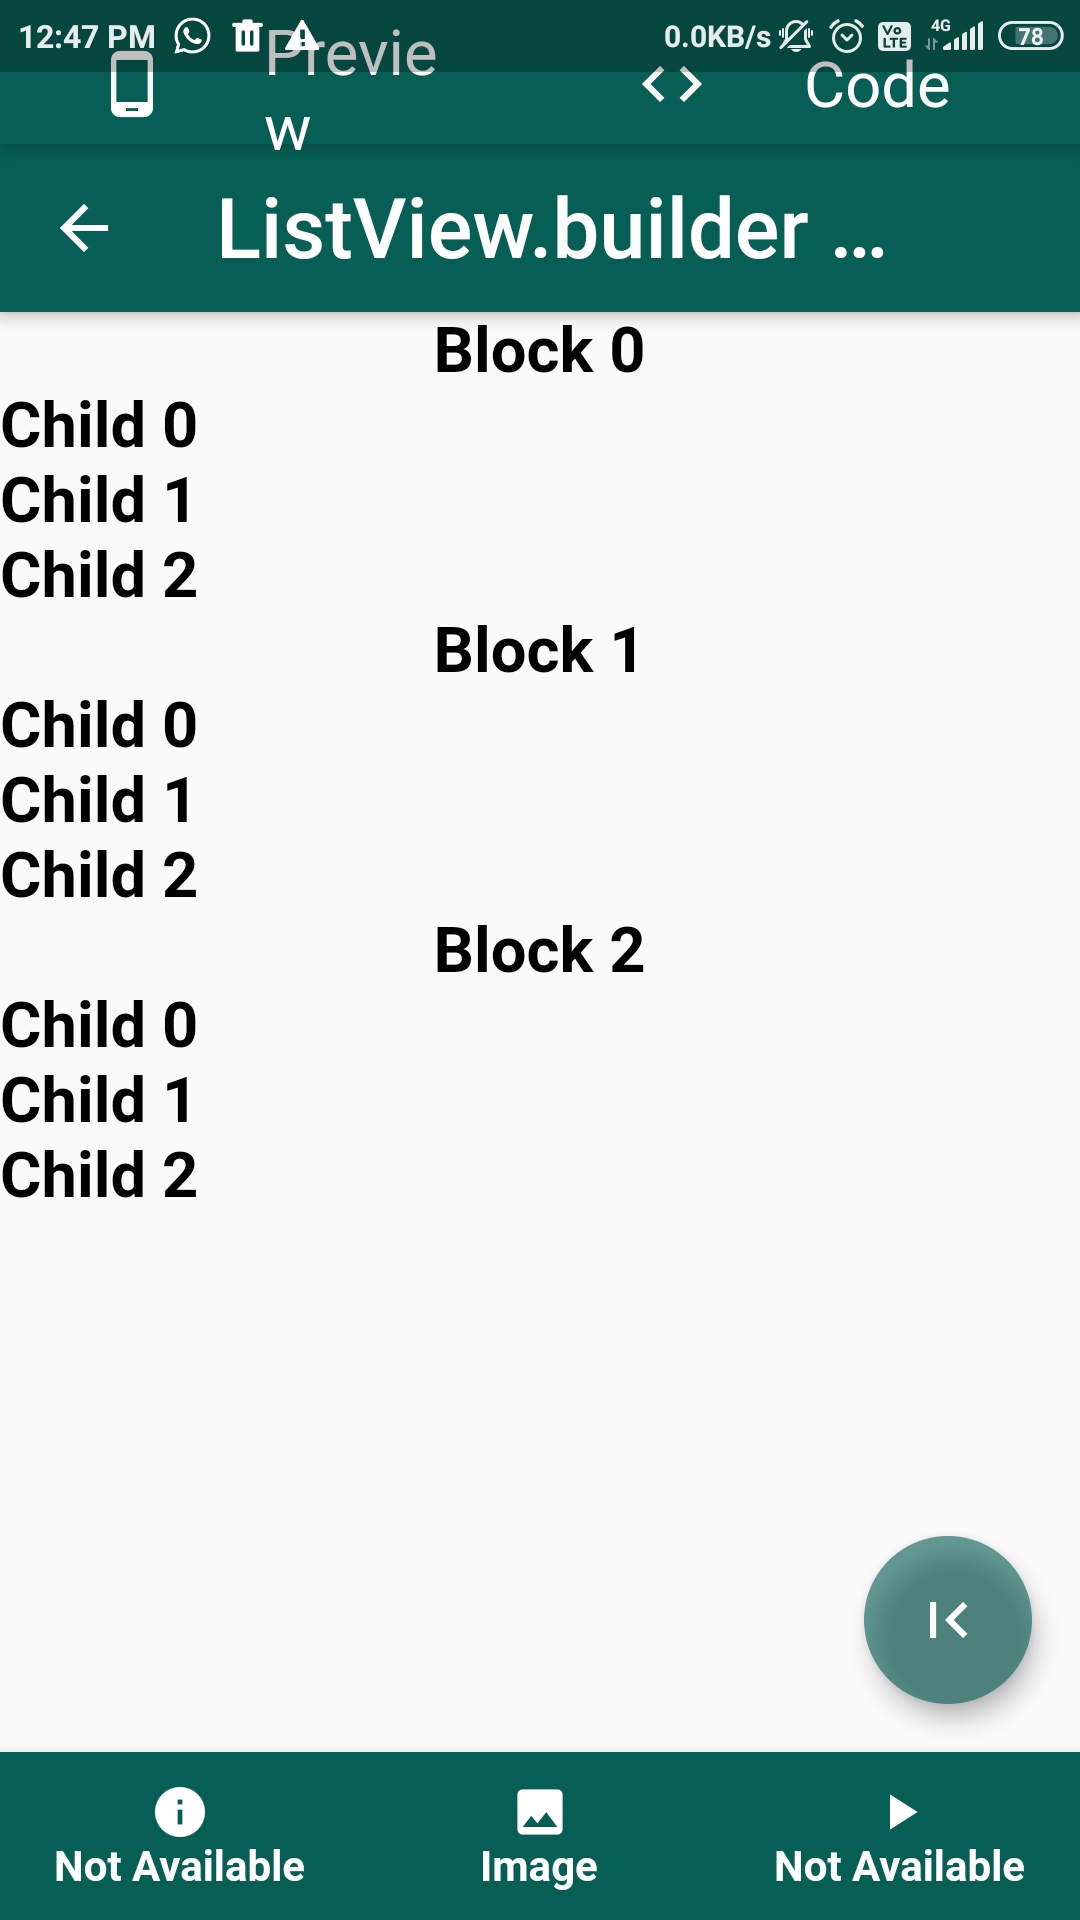 12:47 PM 0.0KB/s Vo LTE 4G 78
Previe
w
Code
ListView.builder ...
Block 0
Child 0
Child 1
Child 2
Block 1
Child 0
Child 1
Child 2
Block 2
Child 0
Child 1
Child 2
Not Available Image Not Available